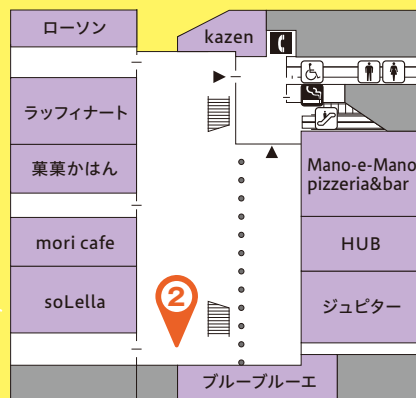 ローソン
kazen
ラッフィナート
菓菓かはん
Mano-e-Mano
pizzeria&bar
mori cafe
HUB
soLella
2
ジュピター
ブルーブルーエ